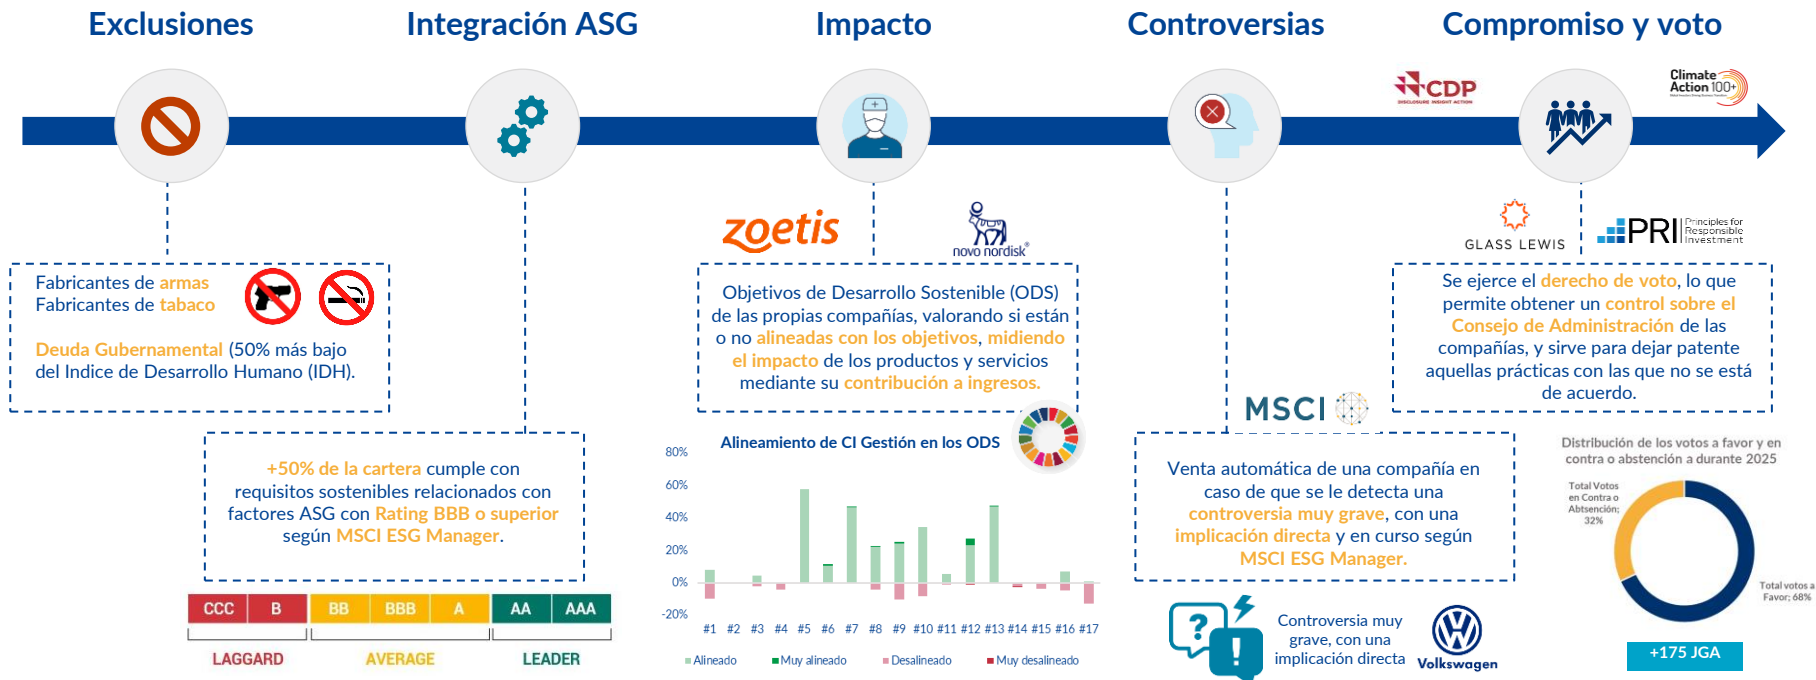 Exclusiones
Integración ASG
Impacto
Controversias
Compromiso y voto
CDP
DISCLOSURE INSIGHT ACTION
Climate
Action 100+
zoetis
novo nordisk®
GLASS LEWIS
PRI
Principles for
Responsible
Investment
Fabricantes de armas
Fabricantes de tabaco
Deuda Gubernamental (50% más bajo
del Indice de Desarrollo Humano (IDH).
+50% de la cartera cumple con
requisitos sostenibles relacionados con
factores ASG con Rating BBB o superior
según MSCI ESG Manager.
CCC B BB BBB A AA AAA
LAGGARD AVERAGE LEADER
Objetivos de Desarrollo Sostenible (ODS)
de las propias compañías, valorando si están
o no alineadas con los objetivos, midiendo
el impacto de los productos y servicios
mediante su contribución a ingresos.
Alineamiento de CI Gestión en los ODS
80%
60%
40%
20%
0%
-20%
#1 #2 #3 #4 #5 #6 #7 #8 #9 #10 #11 #12 #13 #14 #15 #16 #17
Alineado Muy alineado Desalineado Muy desalineado
MSCI
Venta automática de una compañía en
caso de que se le detecta una
controversia muy grave, con una
implicación directa y en curso según
MSCI ESG Manager.
?
!
Controversia muy
grave, con una
implicación directa
Volkswagen
Se ejerce el derecho de voto, lo que
permite obtener un control sobre el
Consejo de Administración de las
compañías, y sirve para dejar patente
aquellas prácticas con las que no se está
de acuerdo.
Distribución de los votos a favor y en
contra o abstención a durante 2025
Total Votos
en Contra o
Abtsención;
32%
Total votos a
Favor; 68%
+175 JGA